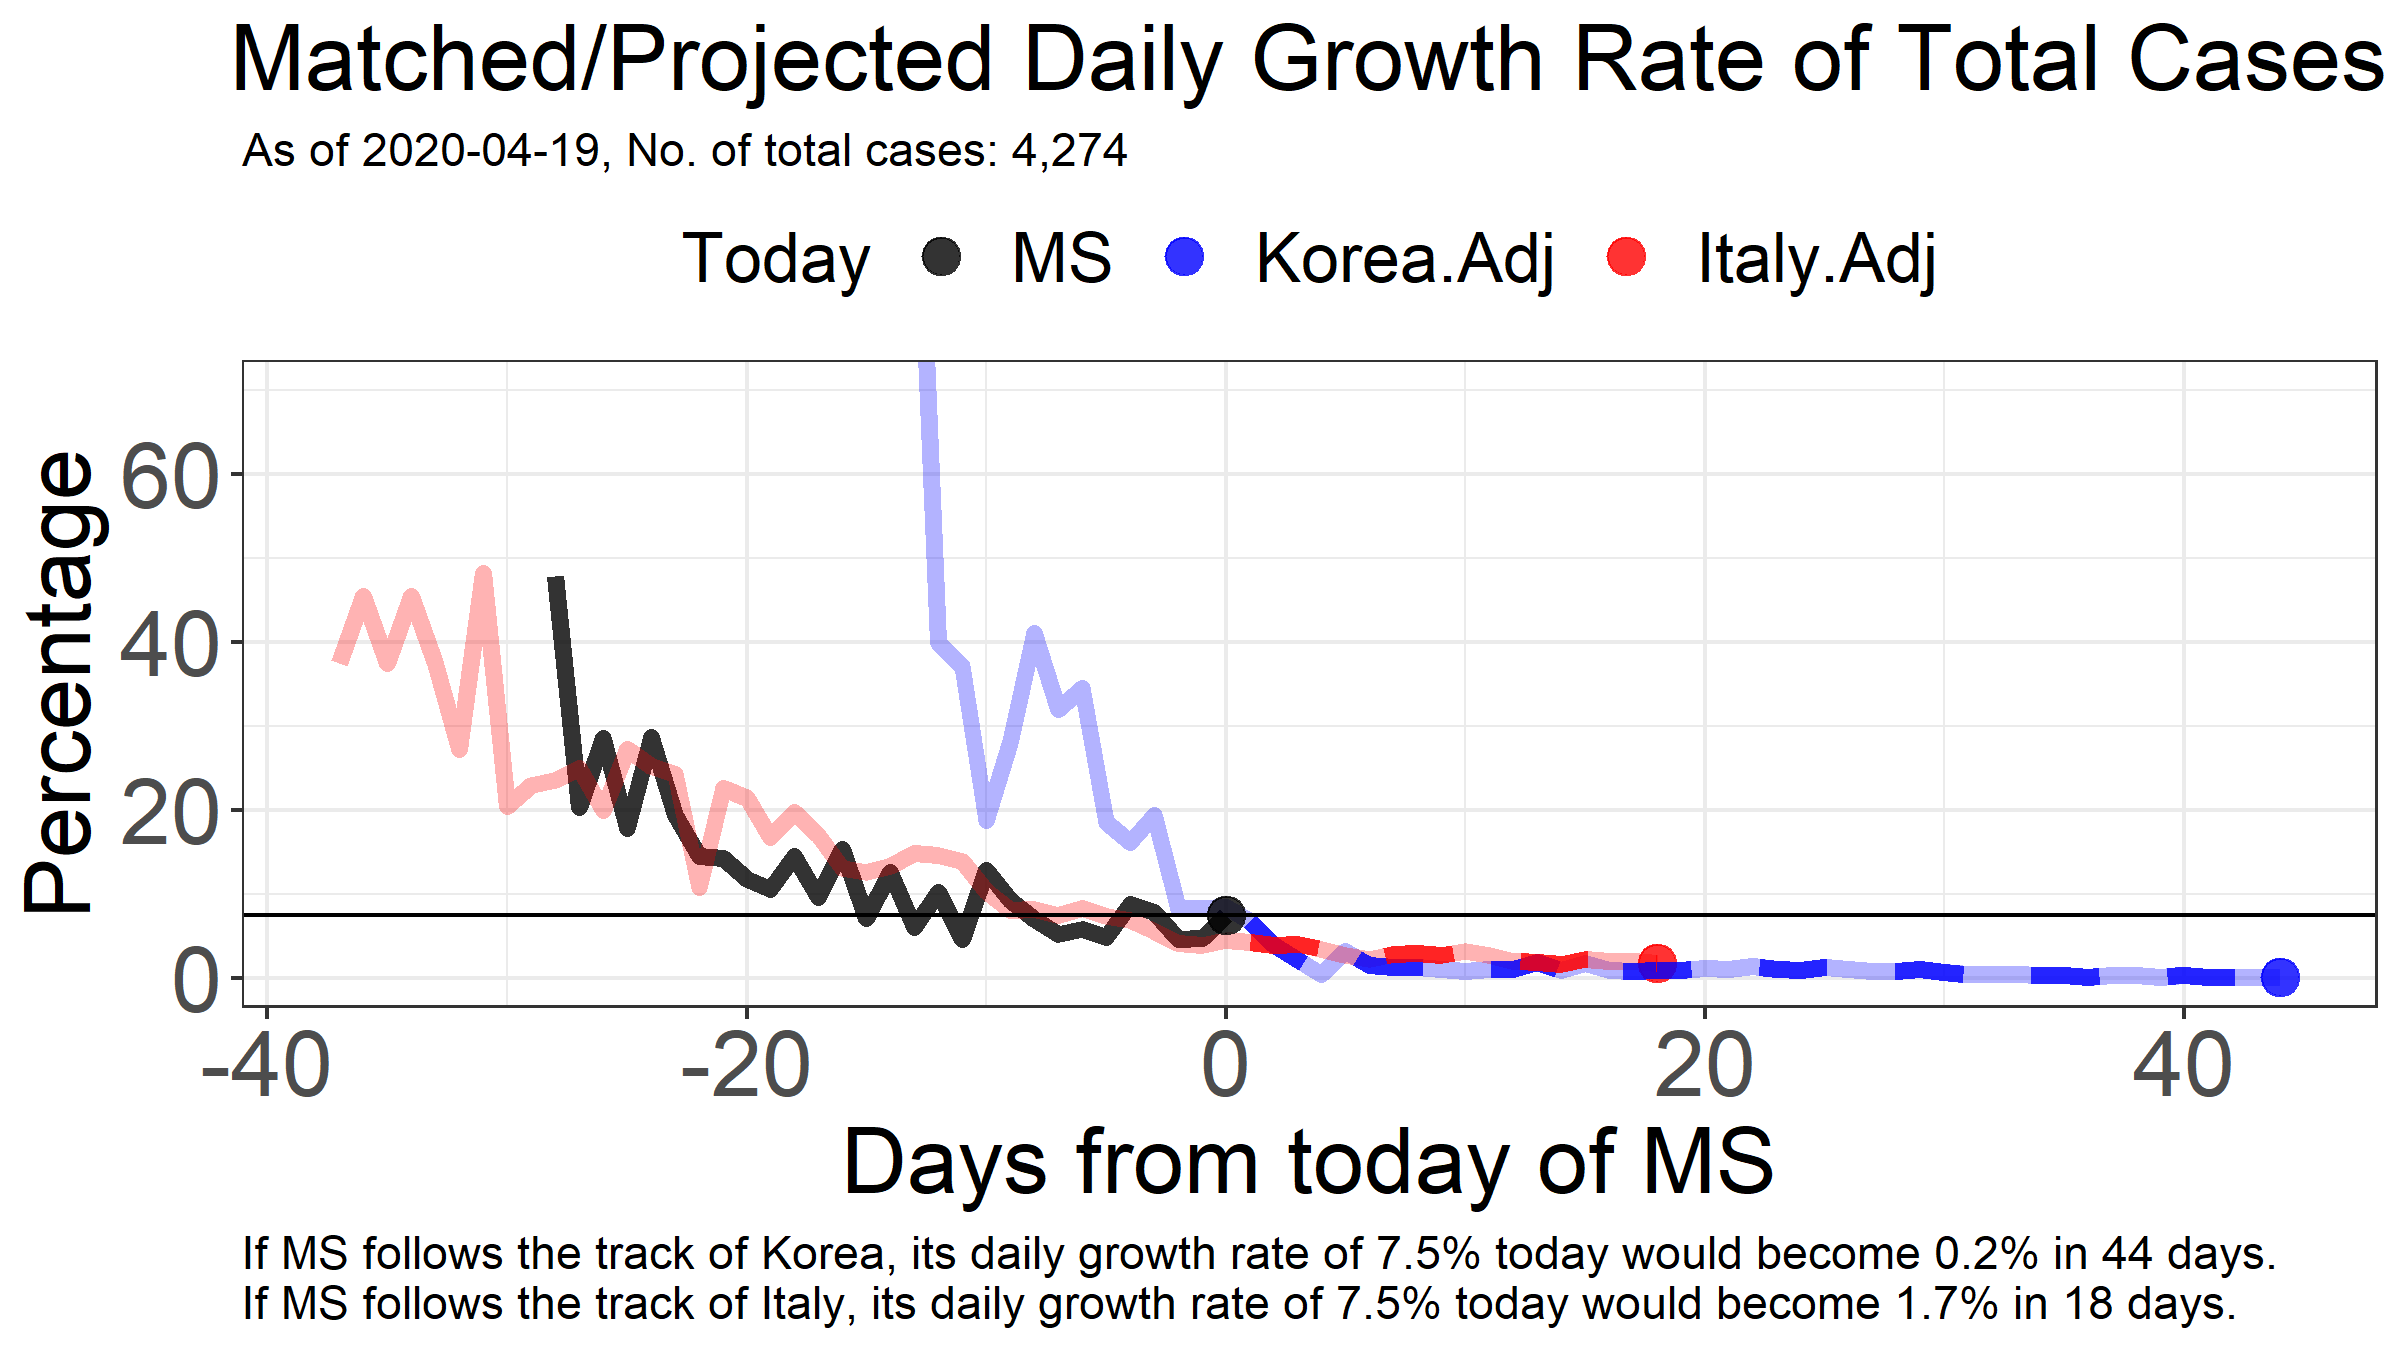 Matched/Projected Daily Growth Rate of Total Cases
As of 2020-04-19, No. of total cases: 4,274
Today MS Korea.Adj Italy.Adj
Percentage
60
40
20
0
-40 -20 0 20 40
Days from today of MS
If MS follows the track of Korea, its daily growth rate of 7.5% today would become 0.2% in 44 days.
If MS follows the track of Italy, its daily growth rate of 7.5% today would become 1.7% in 18 days.